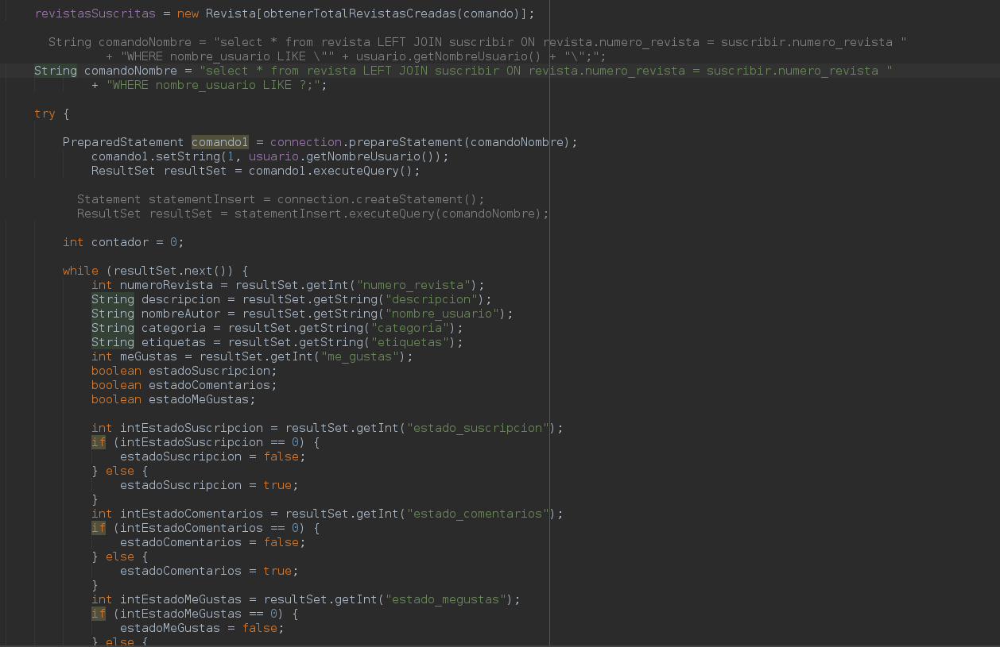 revistasSuscritas = new Revista[obtenerTotalRevistasCreadas(comando)];
String comandoNombre = "select * from revista LEFT JOIN suscribir ON revista.numero_revista = suscribir.numero_revista "
+ "WHERE nombre_usuario LIKE \"" + usuario.getNombreUsuario() + "\";";
String comandoNombre = "select * from revista LEFT JOIN suscribir ON revista.numero_revista = suscribir.numero_revista "
+ "WHERE nombre_usuario LIKE ?;";
try {
PreparedStatement comando1 = connection.prepareStatement(comandoNombre);
comando1.setString(1, usuario.getNombreUsuario());
ResultSet resultSet = comando1.executeQuery();
Statement statementInsert = connection.createStatement();
ResultSet resultSet = statementInsert.executeQuery(comandoNombre);
int contador = 0;
while (resultSet.next()) {
int numeroRevista = resultSet.getInt("numero_revista");
String descripcion = resultSet.getString("descripcion");
String nombreAutor = resultSet.getString("nombre_usuario");
String categoria = resultSet.getString("categoria");
String etiquetas = resultSet.getString("etiquetas");
int meGustas = resultSet.getInt("me_gustas");
boolean estadoSuscripcion;
boolean estadoComentarios;
boolean estadoMeGustas;
int intEstadoSuscripcion = resultSet.getInt("estado_suscripcion");
if (intEstadoSuscripcion == 0) {
estadoSuscripcion = false;
} else {
estadoSuscripcion = true;
}
int intEstadoComentarios = resultSet.getInt("estado_comentarios");
if (intEstadoComentarios == 0) {
estadoComentarios = false;
} else {
estadoComentarios = true;
}
int intEstadoMeGustas = resultSet.getInt("estado_megustas");
if (intEstadoMeGustas == 0) {
estadoMeGustas = false;
} else {